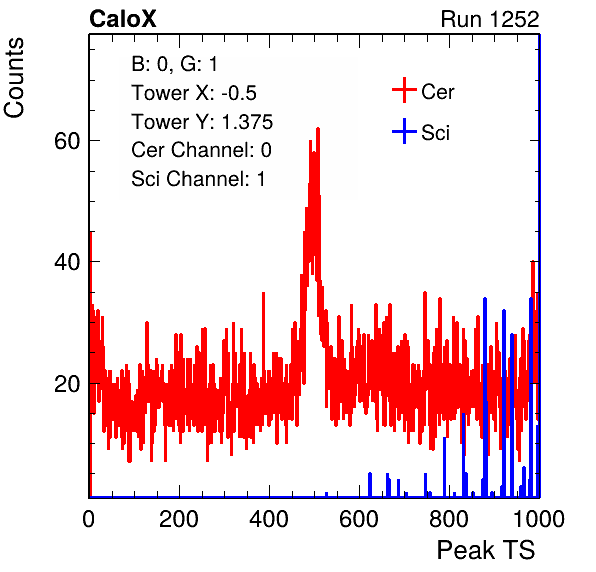 CaloX Run 1252
Counts
B: 0, G: 1
Tower X: -0.5
Tower Y: 1.375
Cer Channel: 0
Sci Channel: 1
Cer
Sci
60
40
20
0 200 400 600 800 1000
Peak TS